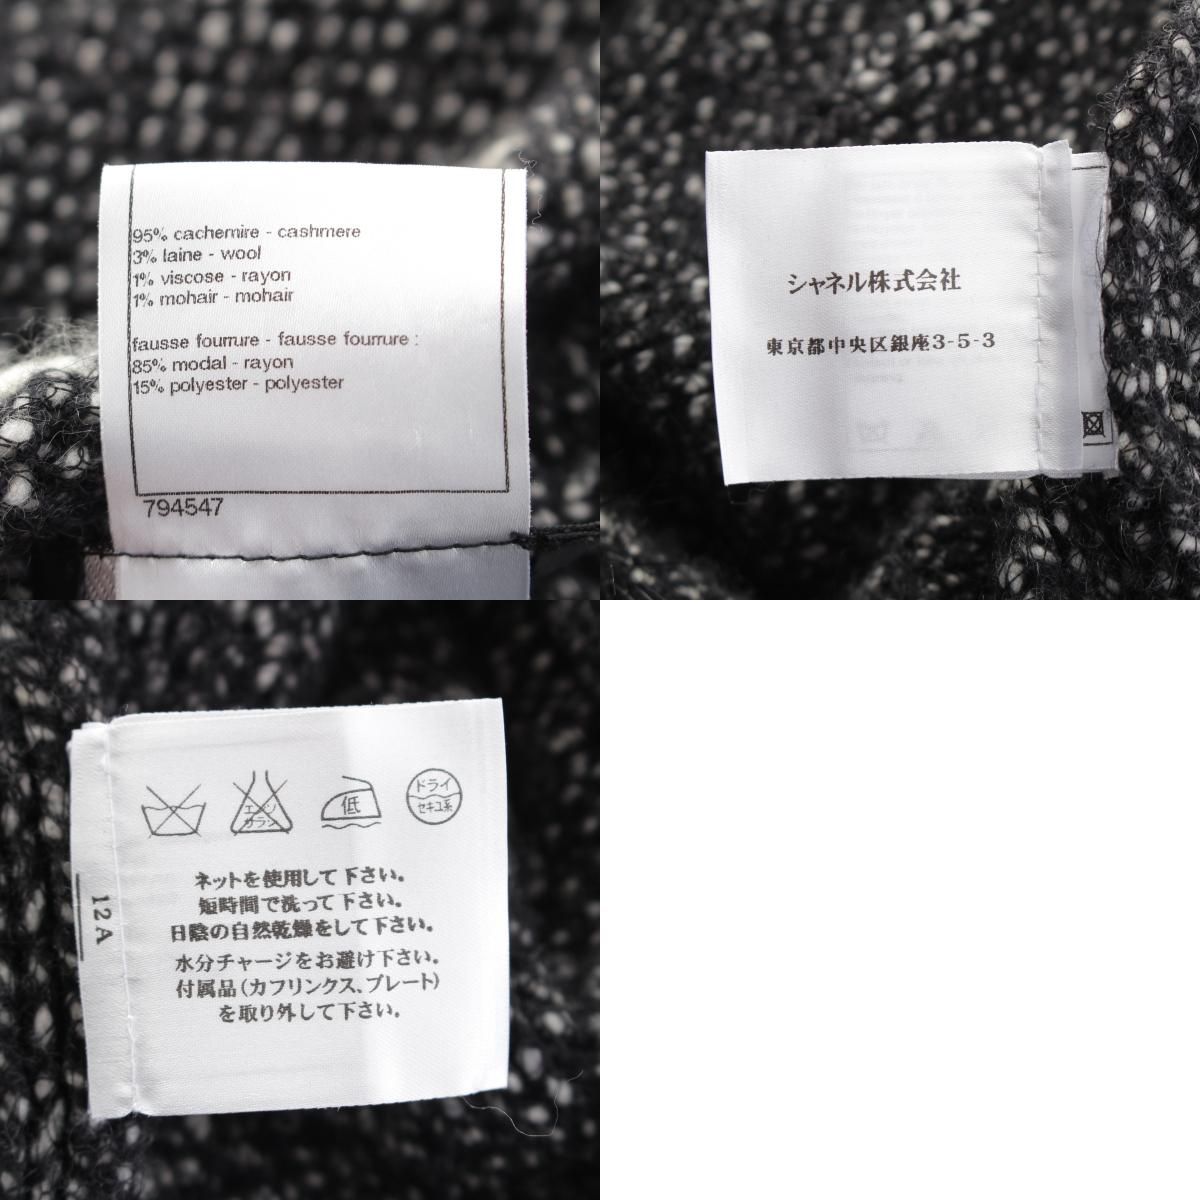 95% cachemire - cashmere
3% laine - wool
1% viscose - rayon
1% mohair - mohair
fausse fourrure - fausse fourrure :
85% modal - rayon
15% polyester - polyester
794547
シャネル株式会社
東京都中央区銀座3-5-3
エンソ
サラシ
低
ドライ
セキユ系
ネットを使用して下さい。
短時間で洗って下さい。
日陰の自然乾燥をして下さい。
水分チャージをお避け下さい。
付属品(カフリンクス、プレート)
を取り外して下さい。
12A